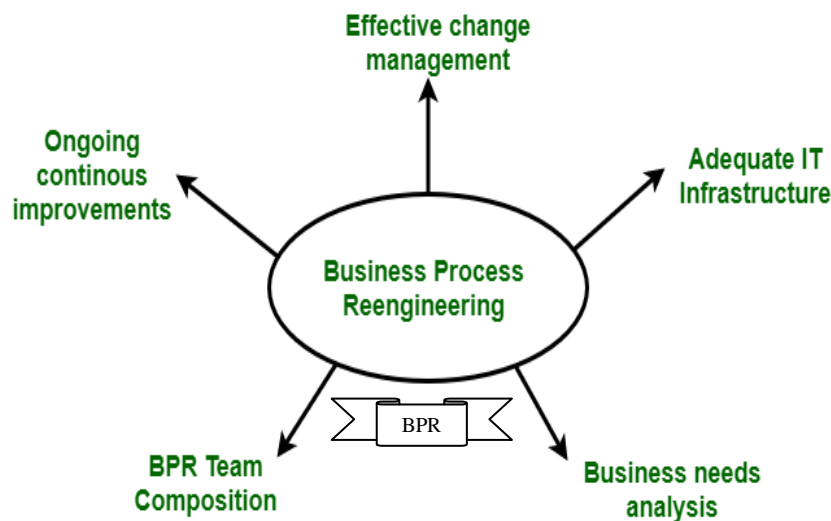 Effective change
management
Ongoing
continous
improvements
Adequate IT
Infrastructure
Business Process
Reengineering
BPR
BPR Team
Composition
Business needs
analysis